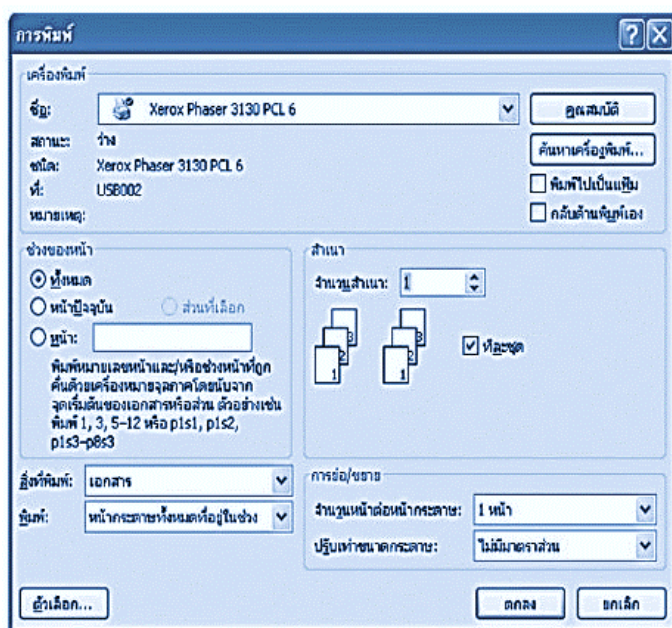 การพิมพ์
เครื่องพิมพ์
ชื่อ: Xerox Phaser 3130 PCL 6 คุณสมบัติ
สถานะ: ว่าง
ชนิด: Xerox Phaser 3130 PCL 6 ค้นหาเครื่องพิมพ์...
ที่: USB002 พิมพ์ไปเป็นแฟ้ม
หมายเหตุ: กลับด้านพิมพ์เอง
ช่วงของหน้า
ทั้งหมด
หน้าปัจจุบัน ส่วนที่เลือก
หน้า:
พิมพ์หมายเลขหน้าและ/หรือช่วงหน้าที่ถูก
คั่นด้วยเครื่องหมายจุลภาคโดยนับจาก
จุดเริ่มต้นของเอกสารหรือส่วน ตัวอย่างเช่น
พิมพ์ 1, 3, 5-12 หรือ p1s1, p1s2,
p1s3-p8s3
สำเนา
จำนวนสำเนา: 1
3 3
2 2
1 1
ทีละชุด
สิ่งที่พิมพ์: เอกสาร
พิมพ์: หน้ากระดาษทั้งหมดที่อยู่ในช่วง
การย่อ/ขยาย
จำนวนหน้าต่อหน้ากระดาษ: 1 หน้า
ปรับเท่าขนาดกระดาษ: ไม่มีมาตราส่วน
ตัวเลือก... ตกลง ยกเลิก